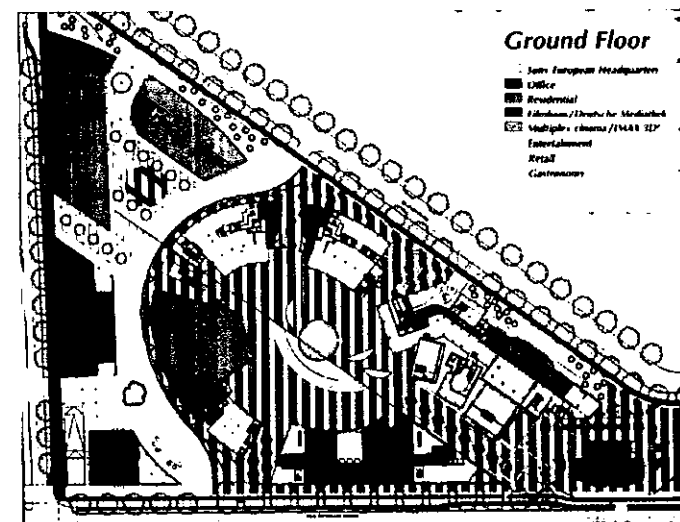 Ground Floor
Sony European Headquarters
Office
Residential
Filmhaus/Deutsche Mediathek
Multiplex cinema/IMAX 3D
Entertainment
Retail
Gastronomy